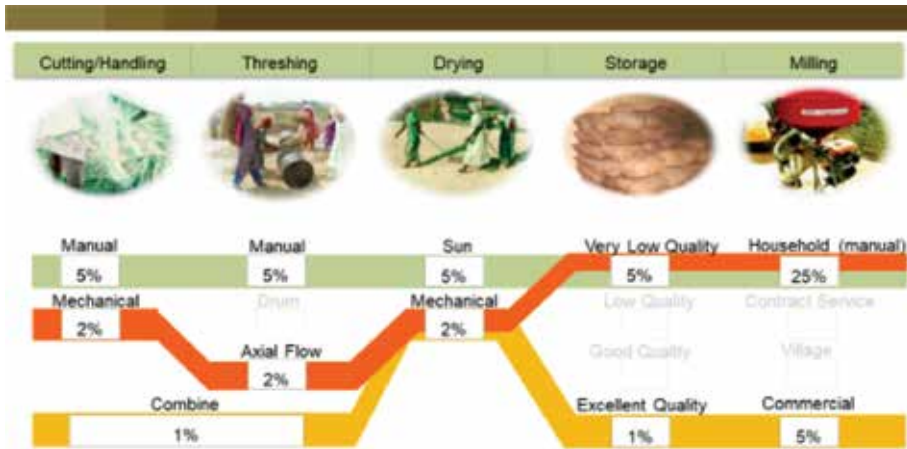 Cutting/Handling Threshing Drying Storage Milling
Manual Manual Sun Very Low Quality Household (manual)
5% 5% 5% 5% 25%
Mechanical Drum Mechanical Low Quality Contract Service
2% 2%
Axial Flow Good Quality Village
2%
Combine Excellent Quality Commercial
1% 1% 5%